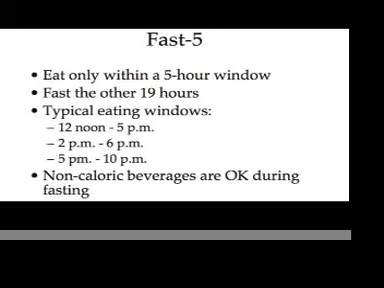 Fast-5
• Eat only within a 5-hour window
• Fast the other 19 hours
• Typical eating windows:
– 12 noon - 5 p.m.
– 2 p.m. - 6 p.m.
– 5 pm. - 10 p.m.
• Non-caloric beverages are OK during
fasting